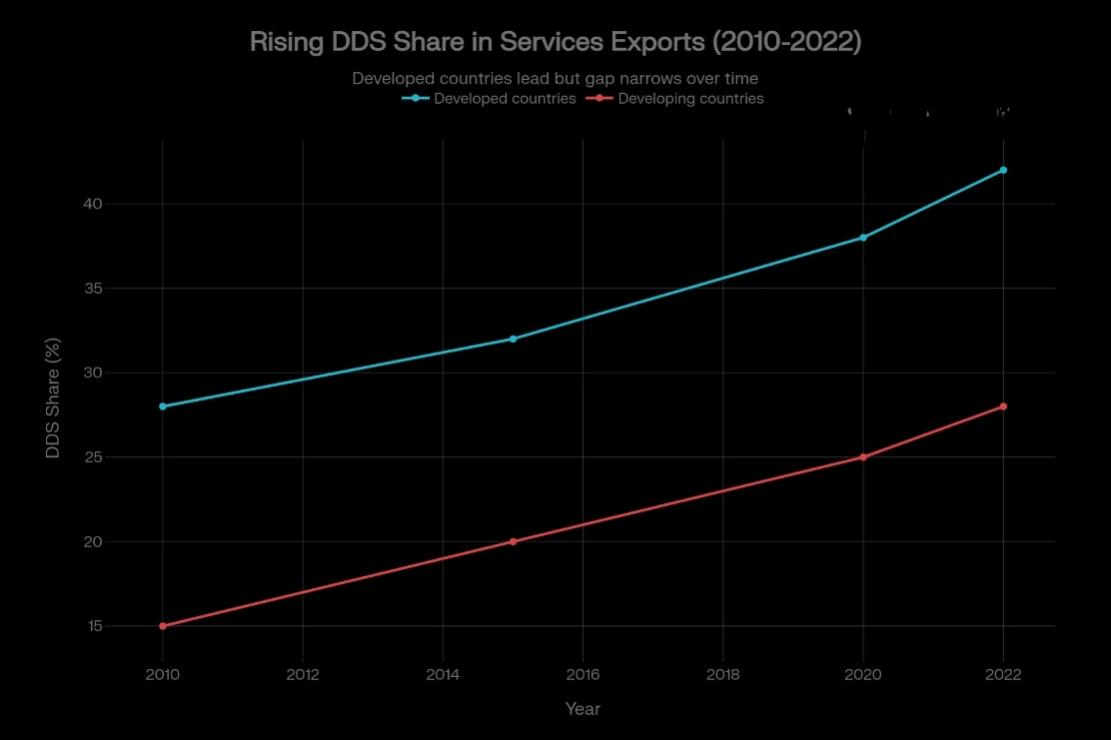 Rising DDS Share in Services Exports (2010-2022)
Developed countries lead but gap narrows over time
Developed countries Developing countries
40
35
30
25
20
15
DDS Share (%)
2010 2012 2014 2016 2018 2020 2022
Year